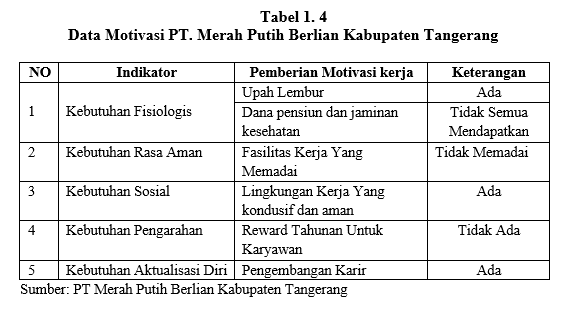 Tabel 1. 4
Data Motivasi PT. Merah Putih Berlian Kabupaten Tangerang
NO Indikator Pemberian Motivasi kerja Keterangan
1 Kebutuhan Fisiologis Upah Lembur Ada
Dana pensiun dan jaminan Tidak Semua
kesehatan Mendapatkan
2 Kebutuhan Rasa Aman Fasilitas Kerja Yang Tidak Memadai
Memadai
3 Kebutuhan Sosial Lingkungan Kerja Yang Ada
kondusif dan aman
4 Kebutuhan Pengarahan Reward Tahunan Untuk Tidak Ada
Karyawan
5 Kebutuhan Aktualisasi Diri Pengembangan Karir Ada
Sumber: PT Merah Putih Berlian Kabupaten Tangerang